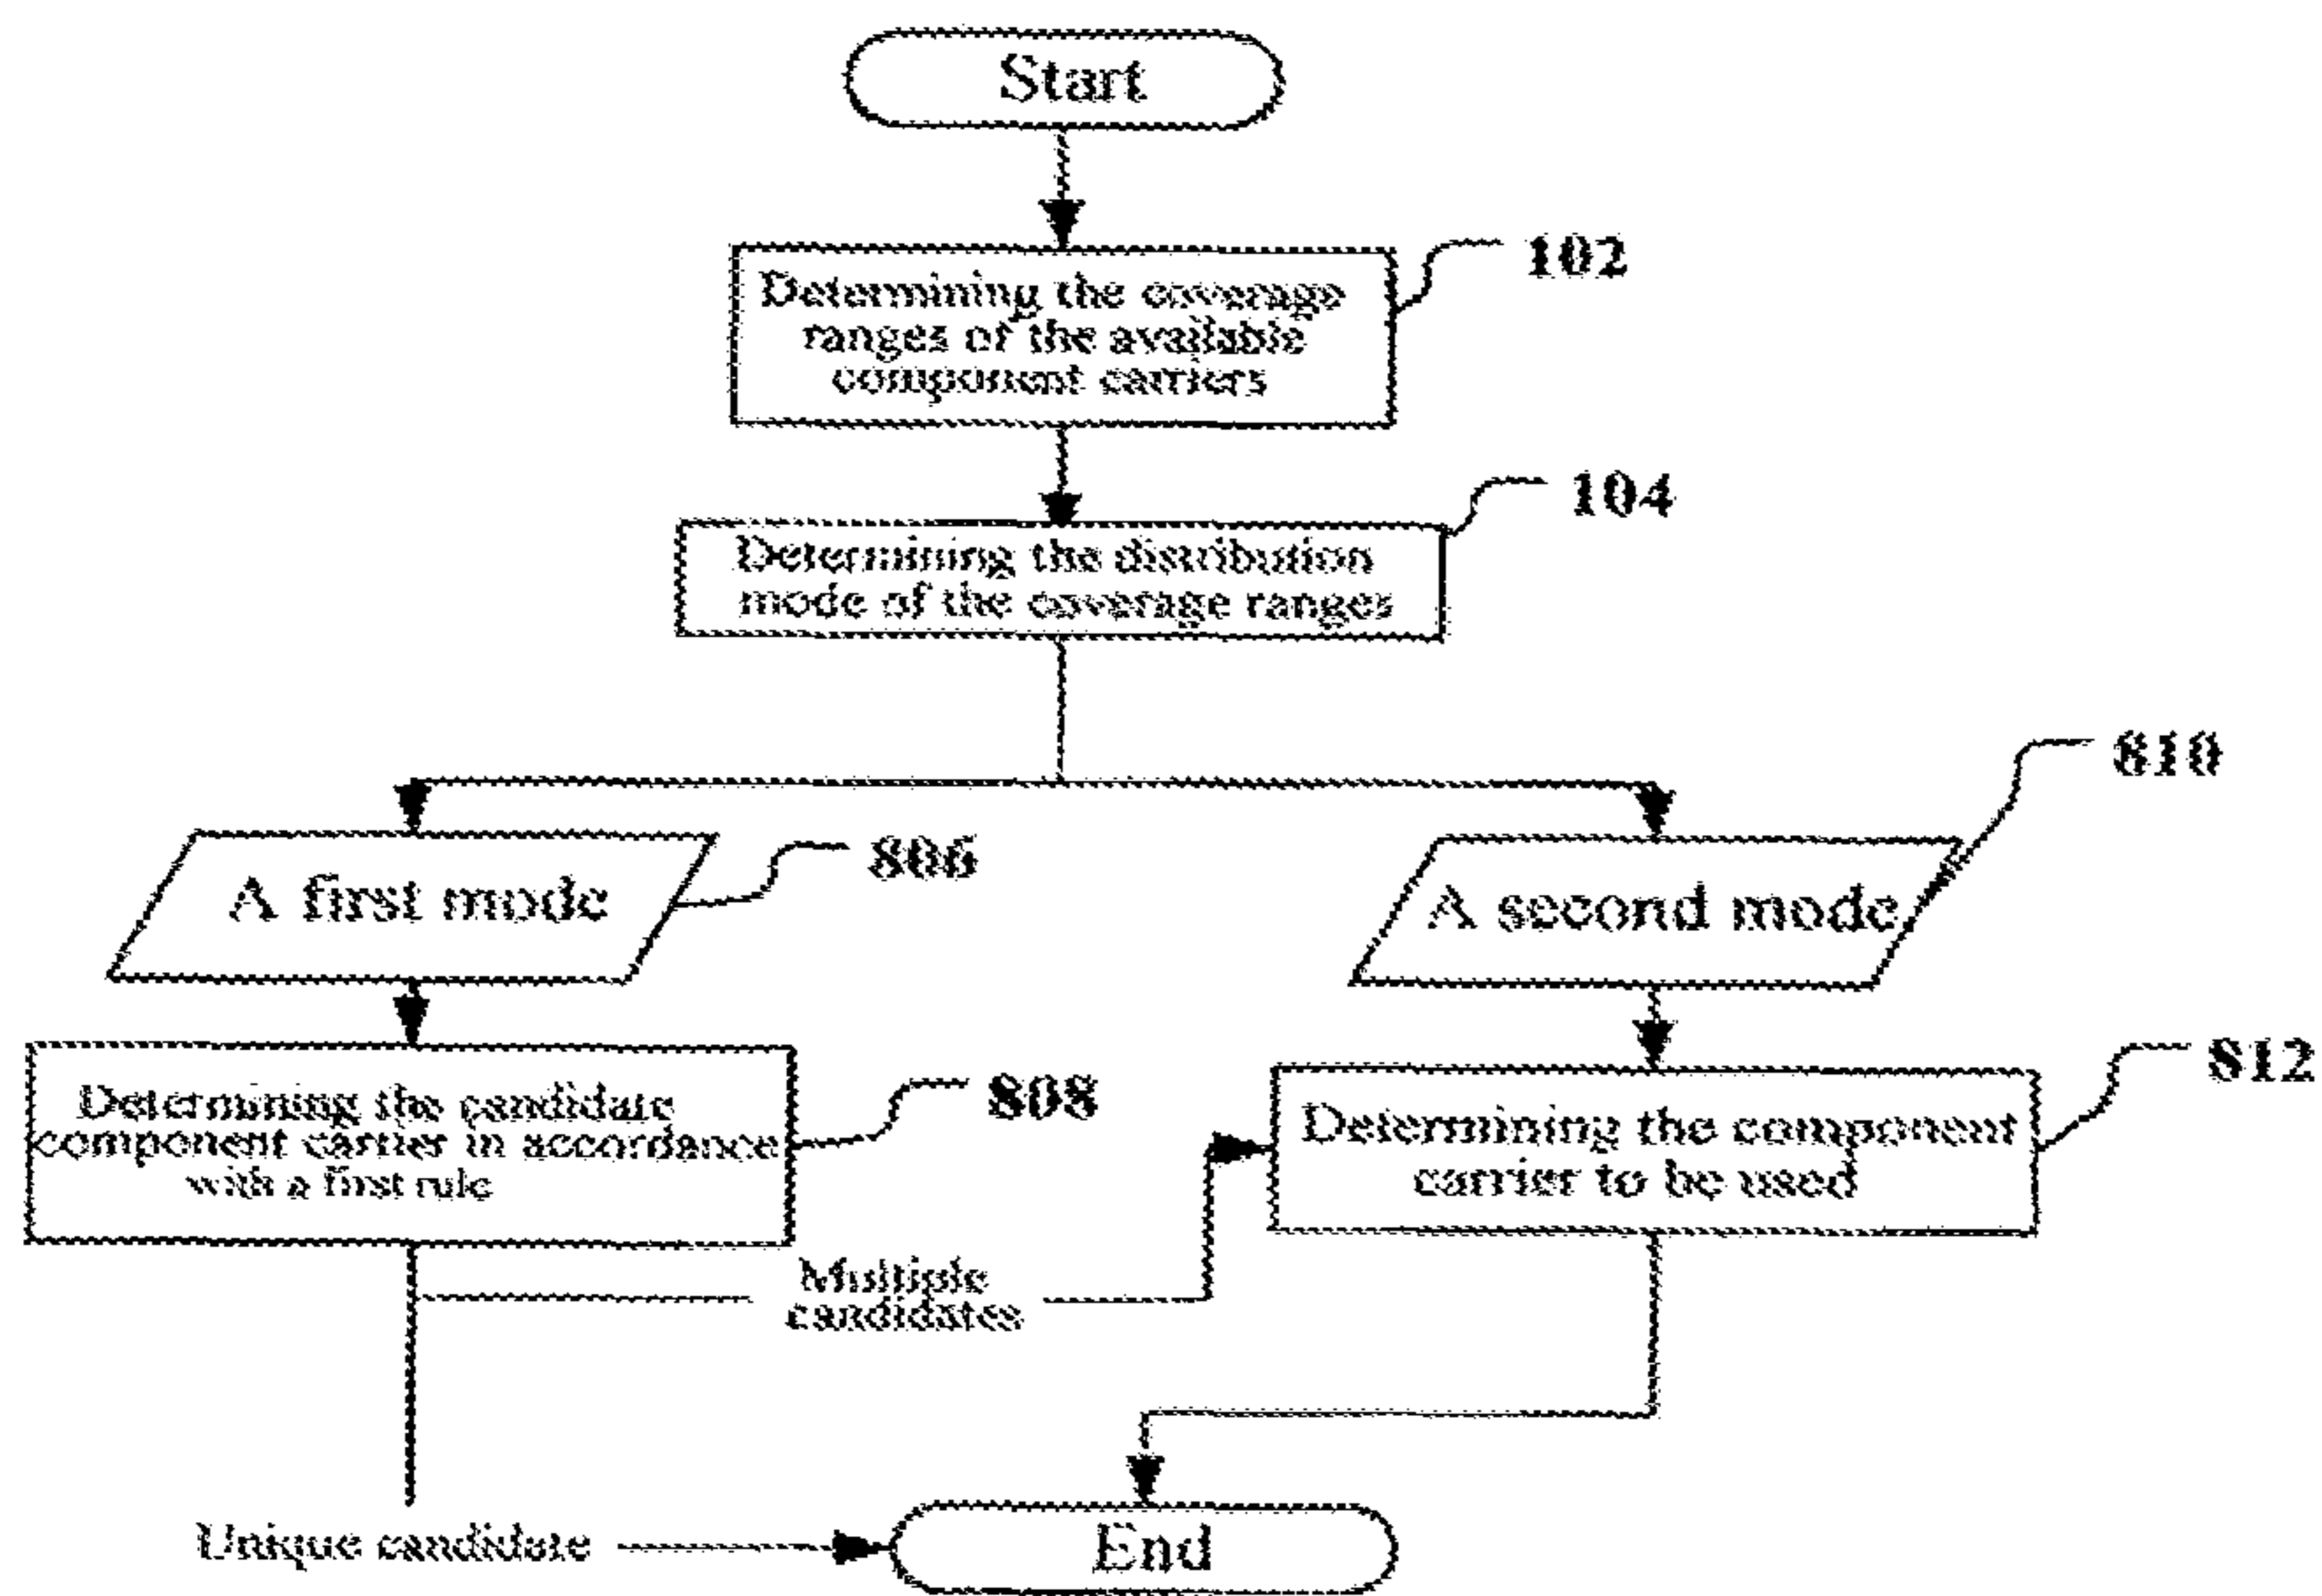 Start
Determining the coverage
ranges of the available
component carriers
102
Determining the distribution
mode of the coverage ranges
104
A first mode
806
A second mode
810
Determining the candidate
component carrier in accordance
with a first rule
808
Determining the component
carrier to be used
812
Multiple
candidates
Unique candidate
End